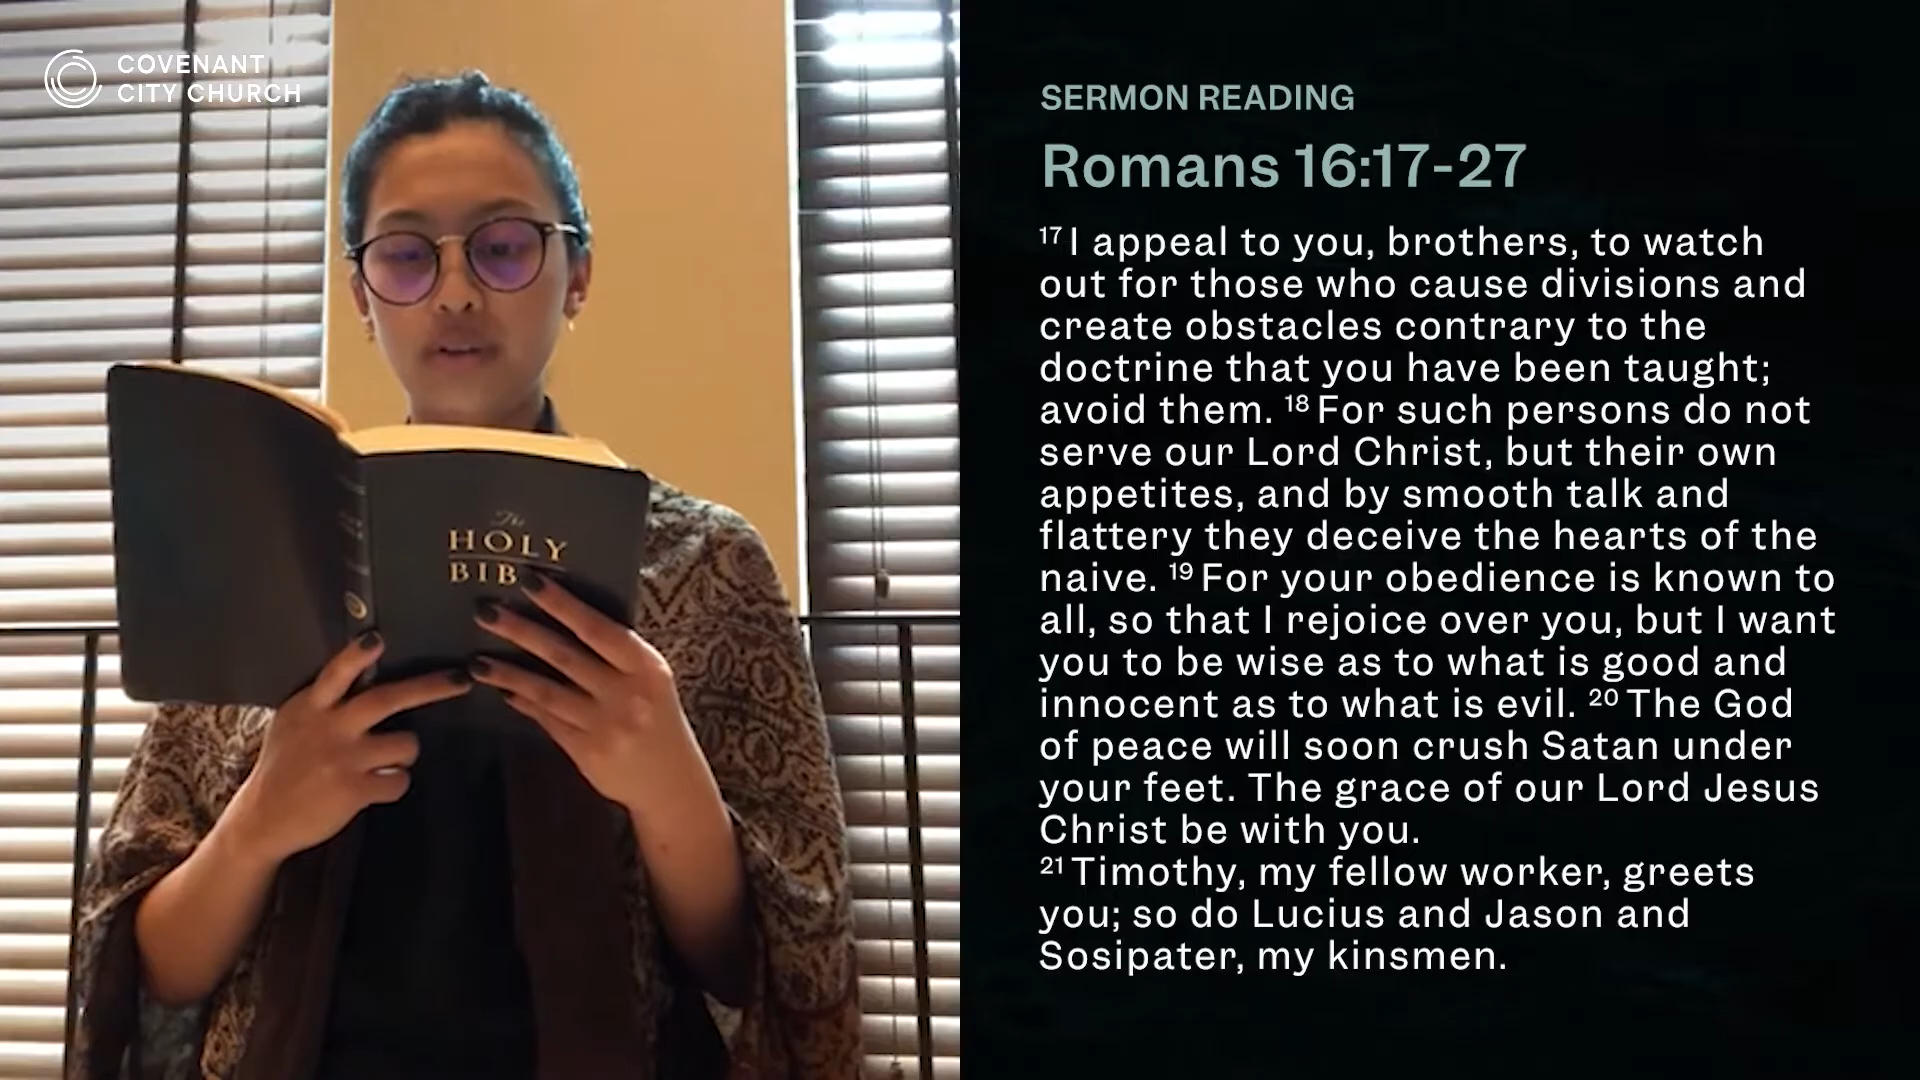 COVENANT
CITY CHURCH
The
HOLY
BIB
SERMON READING
Romans 16:17-27
17 I appeal to you, brothers, to watch
out for those who cause divisions and
create obstacles contrary to the
doctrine that you have been taught;
avoid them. 18 For such persons do not
serve our Lord Christ, but their own
appetites, and by smooth talk and
flattery they deceive the hearts of the
naive. 19 For your obedience is known to
all, so that I rejoice over you, but I want
you to be wise as to what is good and
innocent as to what is evil. 20 The God
of peace will soon crush Satan under
your feet. The grace of our Lord Jesus
Christ be with you.
21 Timothy, my fellow worker, greets
you; so do Lucius and Jason and
Sosipater, my kinsmen.